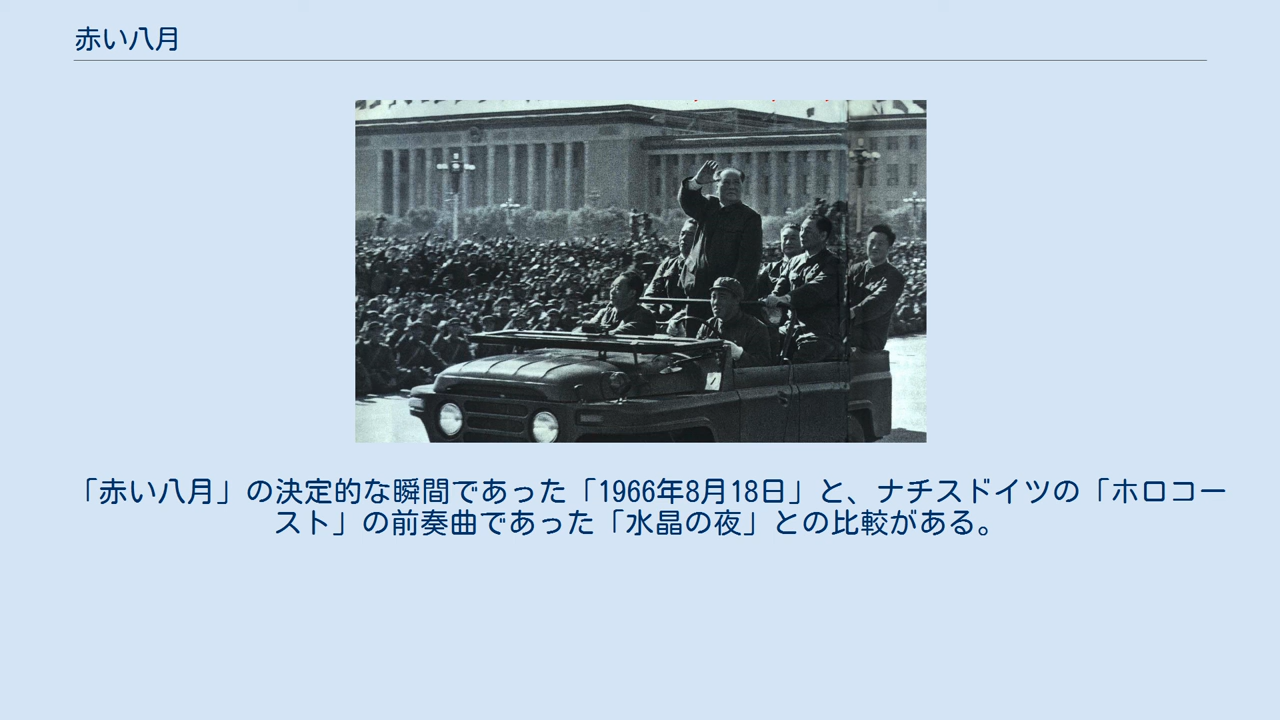 赤い八月
「赤い八月」の決定的な瞬間であった「1966年8月18日」と、ナチスドイツの「ホロコー
スト」の前奏曲であった「水晶の夜」との比較がある。